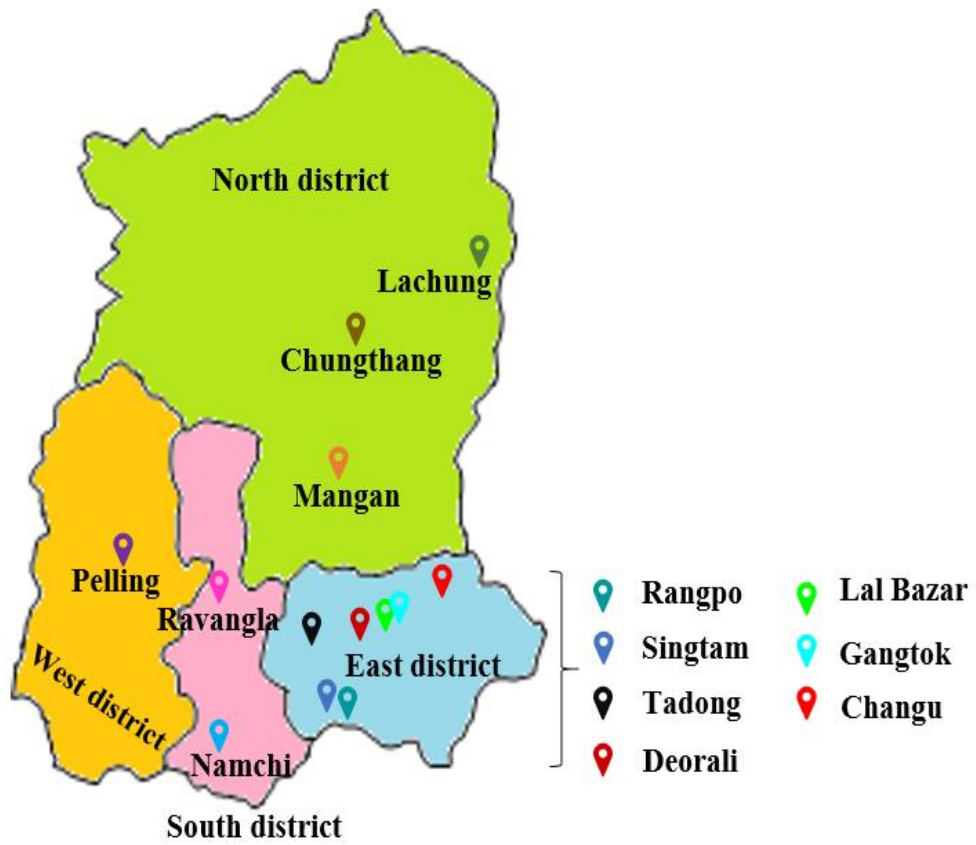 North district
Lachung
Chungthang
Mangan
Pelling
Ravangla
West district
East district
Namchi
South district
Rangpo
Singtam
Tadong
Deorali
Lal Bazar
Gangtok
Changu